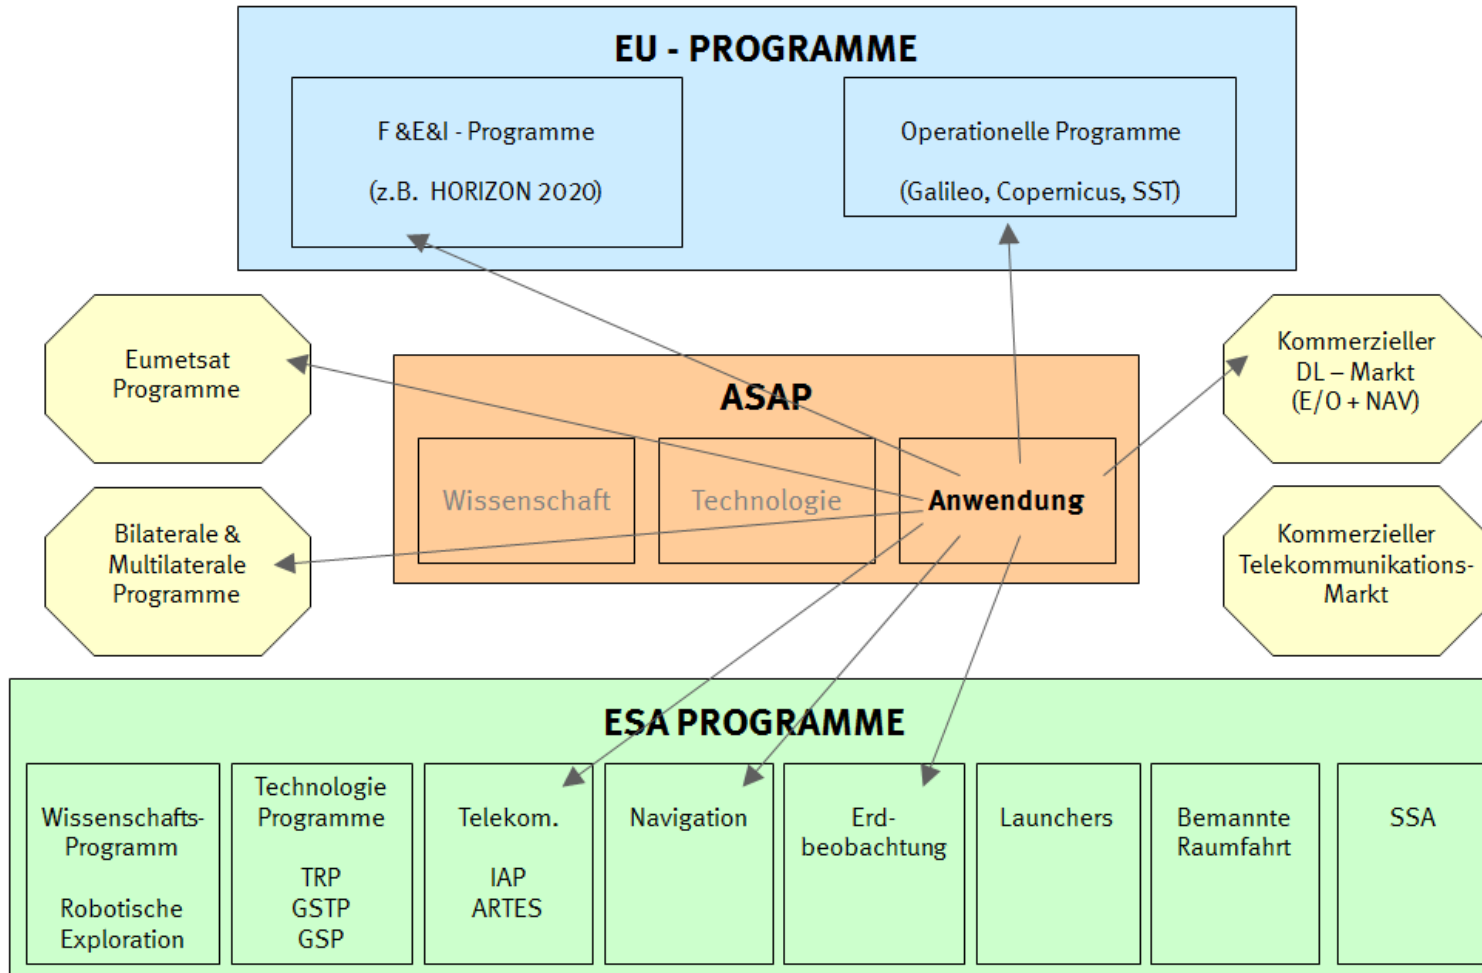 EU - PROGRAMME
F &E&I - Programme
(z.B. HORIZON 2020)
Operationelle Programme
(Galileo, Copernicus, SST)
Eumetsat
Programme
Bilaterale &
Multilaterale
Programme
ASAP
Wissenschaft
Technologie
Anwendung
Kommerzieller
DL – Markt
(E/O + NAV)
Kommerzieller
Telekommunikations-
Markt
ESA PROGRAMME
Wissenschafts-
Programm
Robotische
Exploration
Technologie
Programme
TRP
GSTP
GSP
Telekom.
IAP
ARTES
Navigation
Erd-
beobachtung
Launchers
Bemannte
Raumfahrt
SSA